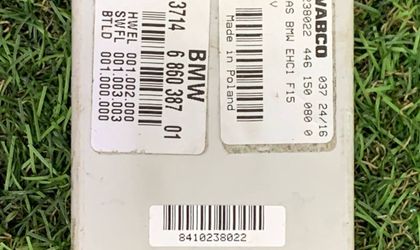 BMW
3714 6 860 387 01
HWEL 001.002.000
SWFL 001.003.003
BTLD 001.000.000
WABCO 037 24/16
238022 446 150 080 0
AS BMW EHC1 F15
V
Made in Poland
8410238022